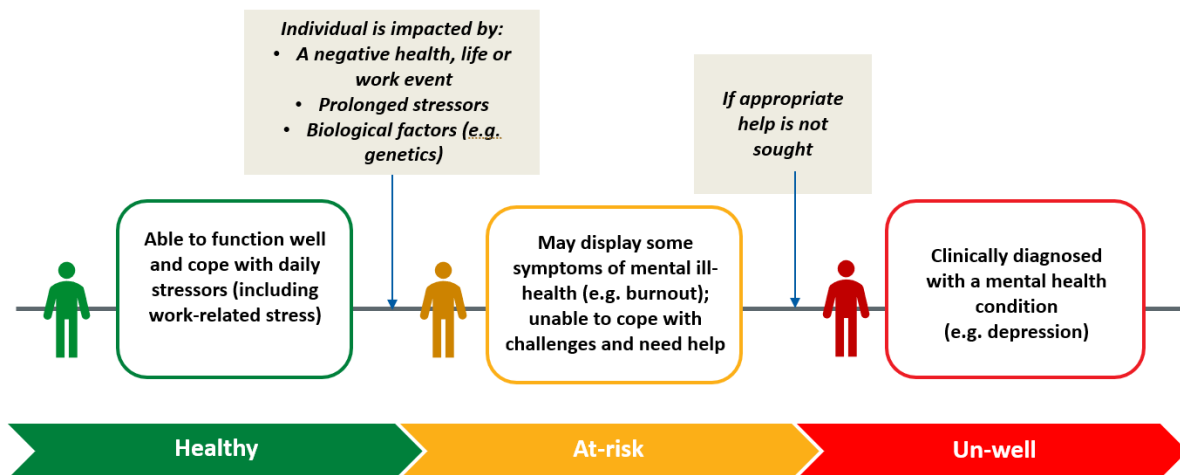 Individual is impacted by:
• A negative health, life or
work event
• Prolonged stressors
• Biological factors (e.g.
genetics)
If appropriate
help is not
sought
Able to function well
and cope with daily
stressors (including
work-related stress)
May display some
symptoms of mental ill-
health (e.g. burnout);
unable to cope with
challenges and need help
Clinically diagnosed
with a mental health
condition
(e.g. depression)
Healthy
At-risk
Un-well